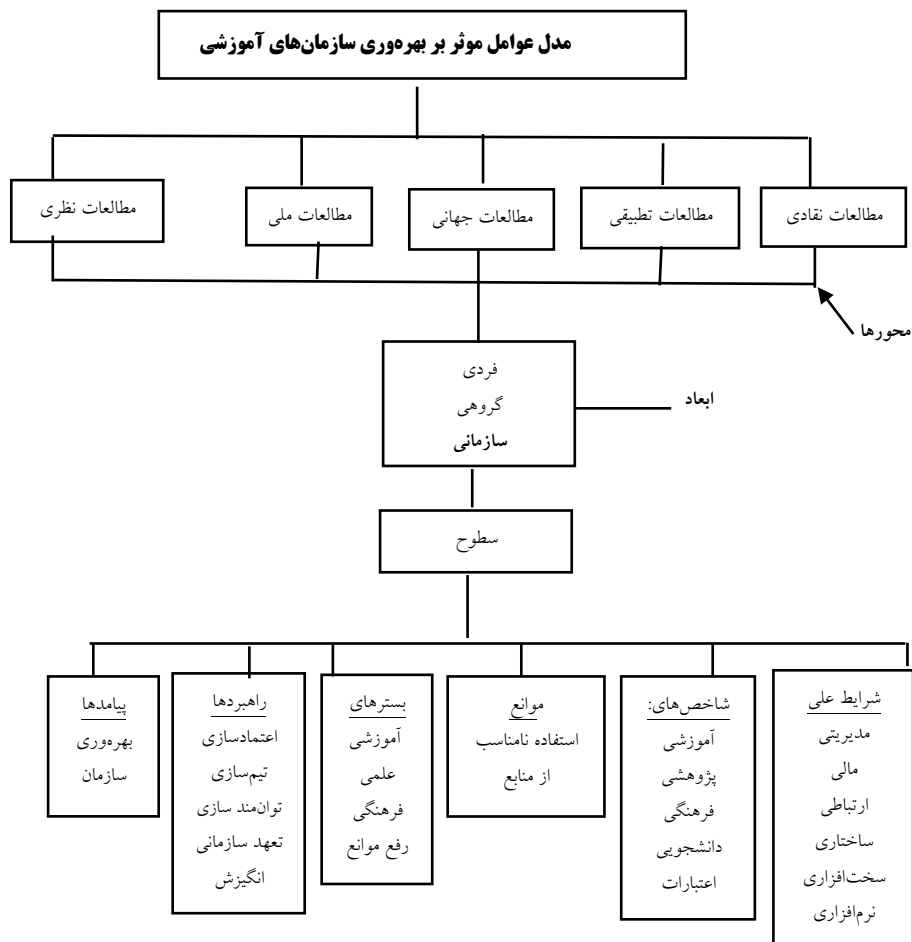 مدل عوامل موثر بر بهره‌وری سازمان‌های آموزشی
مطالعات نقادی
مطالعات تطبیقی
مطالعات جهانی
مطالعات ملی
مطالعات نظری
محورها
فردی
گروهی
سازمانی
ابعاد
سطوح
شرایط علی
مدیریتی
مالی
ارتباطی
ساختاری
سخت‌افزاری
نرم‌افزاری
شاخص‌های:
آموزشی
پژوهشی
فرهنگی
دانشجویی
اعتبارات
موانع
استفاده نامناسب
از منابع
بسترهای
آموزشی
علمی
فرهنگی
رفع موانع
راهبردها
اعتمادسازی
تیم‌سازی
توان‌مند سازی
تعهد سازمانی
انگیزش
پیامدها
بهره‌وری
سازمان